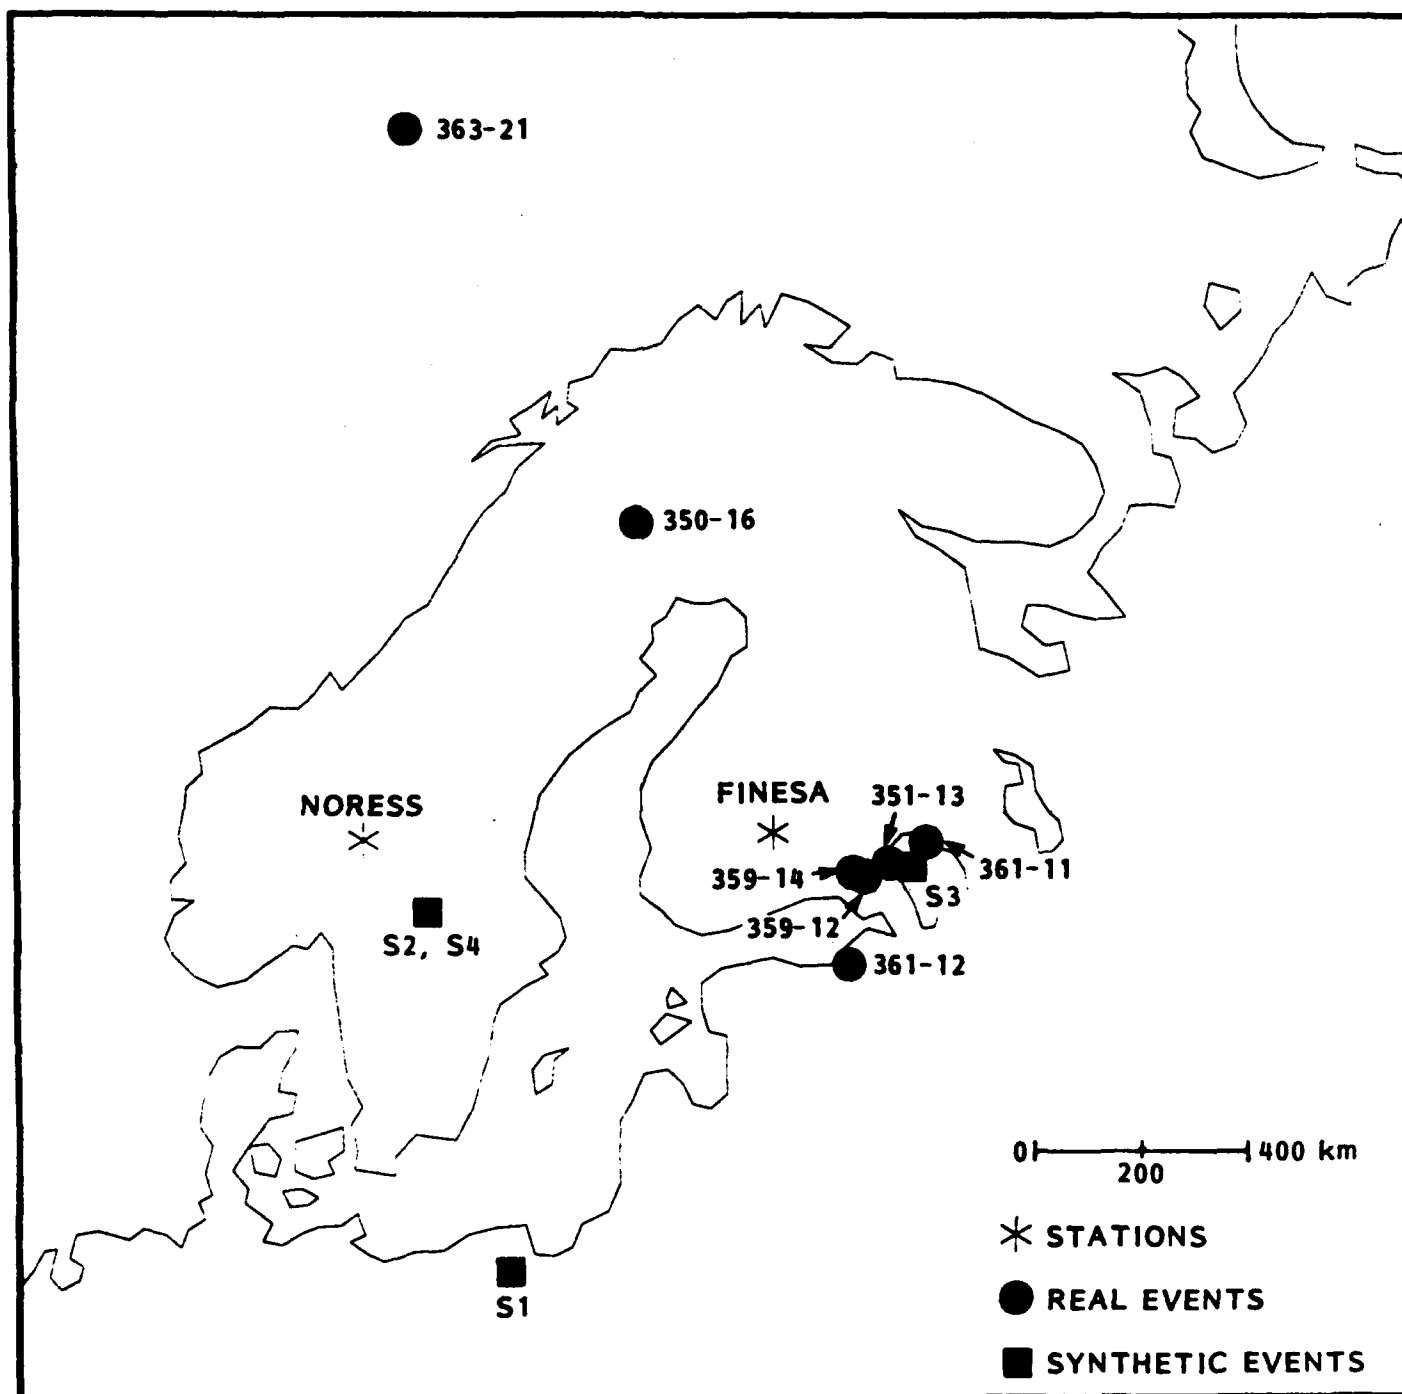 363-21
350-16
NORESS
FINESA
351-13
359-14
361-11
S3
359-12
S2, S4
361-12
0 400 km
200
STATIONS
REAL EVENTS
S1
SYNTHETIC EVENTS